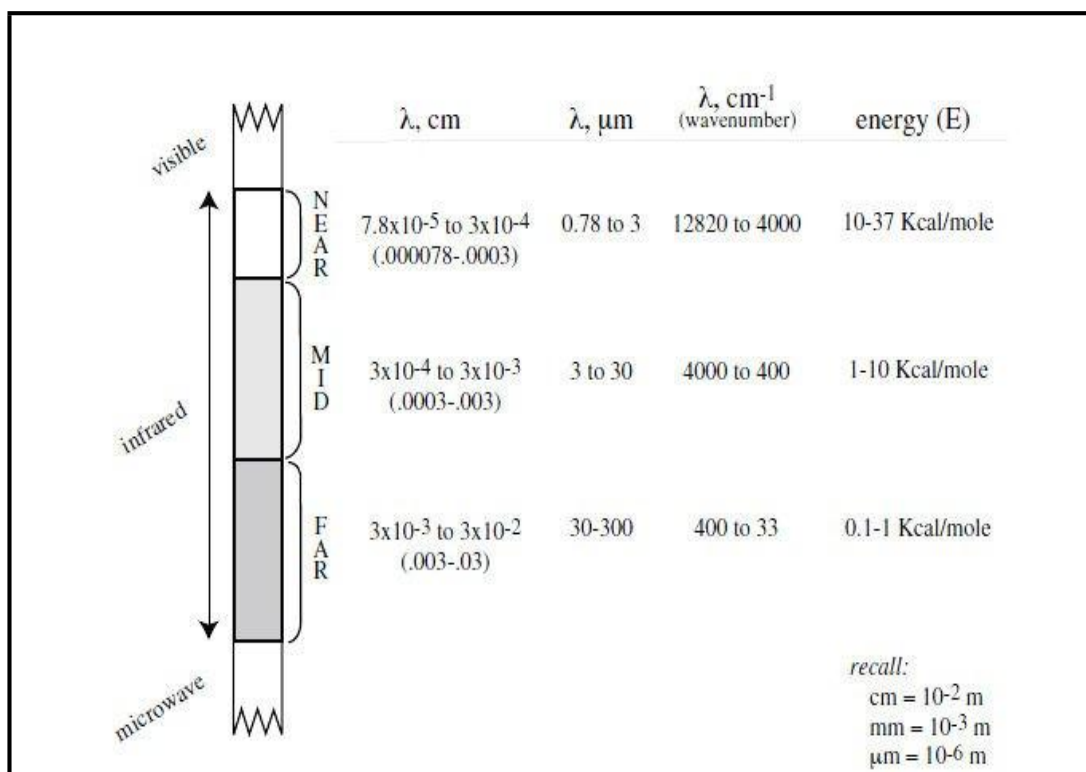 λ, cm λ, μm λ, cm-1 (wavenumber) energy (E)
visible
NEAR 7.8x10-5 to 3x10-4 0.78 to 3 12820 to 4000 10-37 Kcal/mole
(.000078-.0003)
infrared
MID 3x10-4 to 3x10-3 3 to 30 4000 to 400 1-10 Kcal/mole
(.0003-.003)
FAR 3x10-3 to 3x10-2 30-300 400 to 33 0.1-1 Kcal/mole
(.003-.03)
microwave
recall:
cm = 10-2 m
mm = 10-3 m
μm = 10-6 m